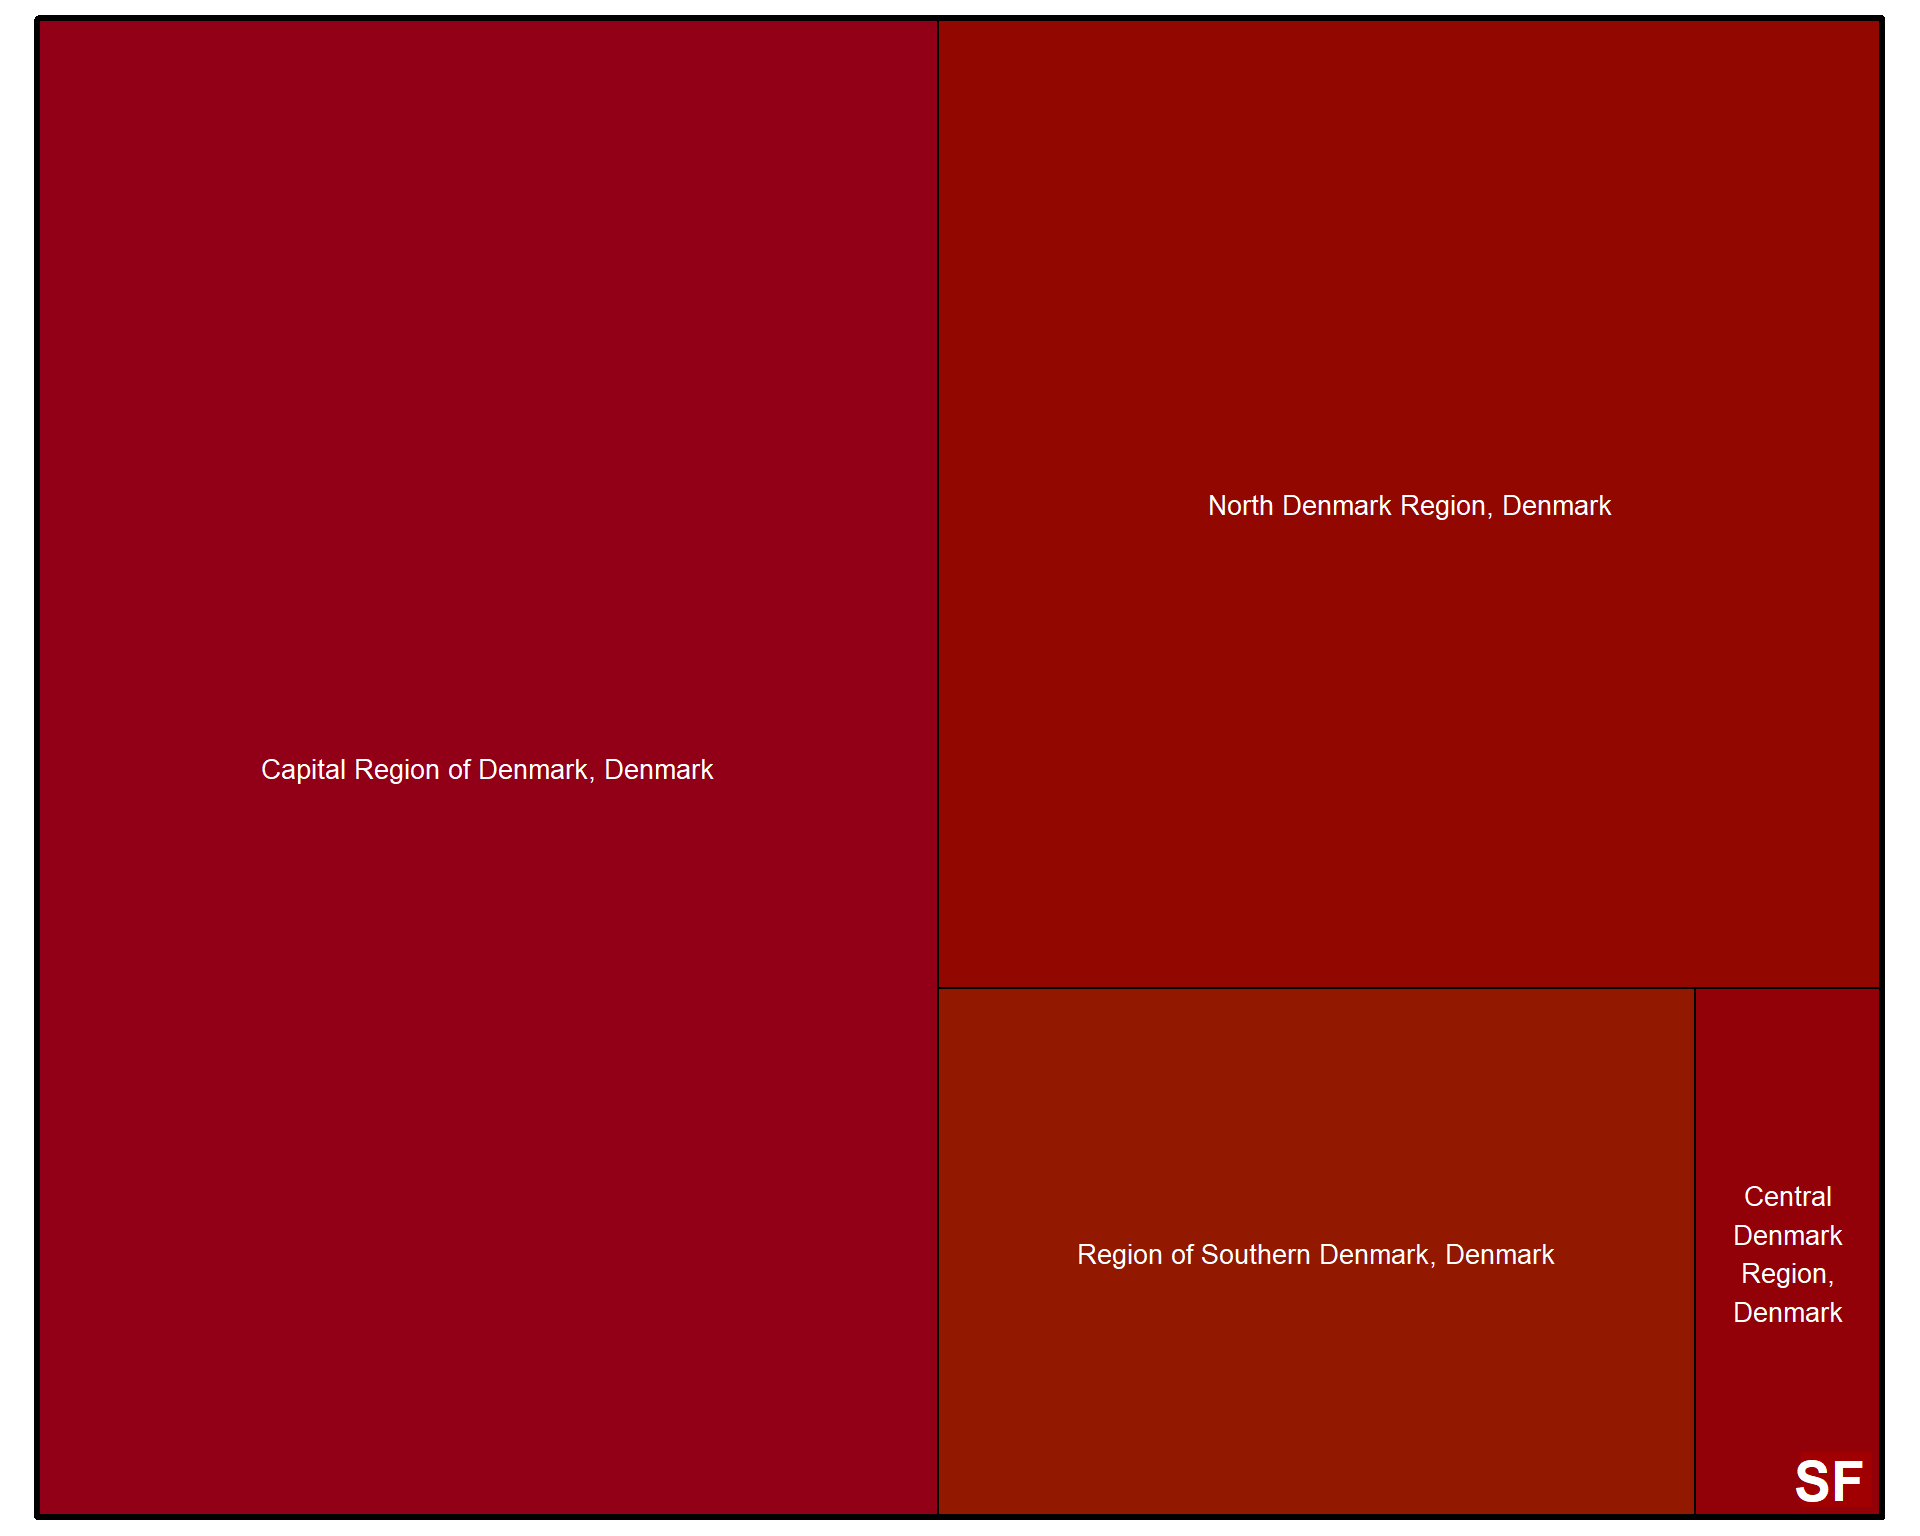 Capital Region of Denmark, Denmark
North Denmark Region, Denmark
Region of Southern Denmark, Denmark
Central
Denmark
Region,
Denmark
SF